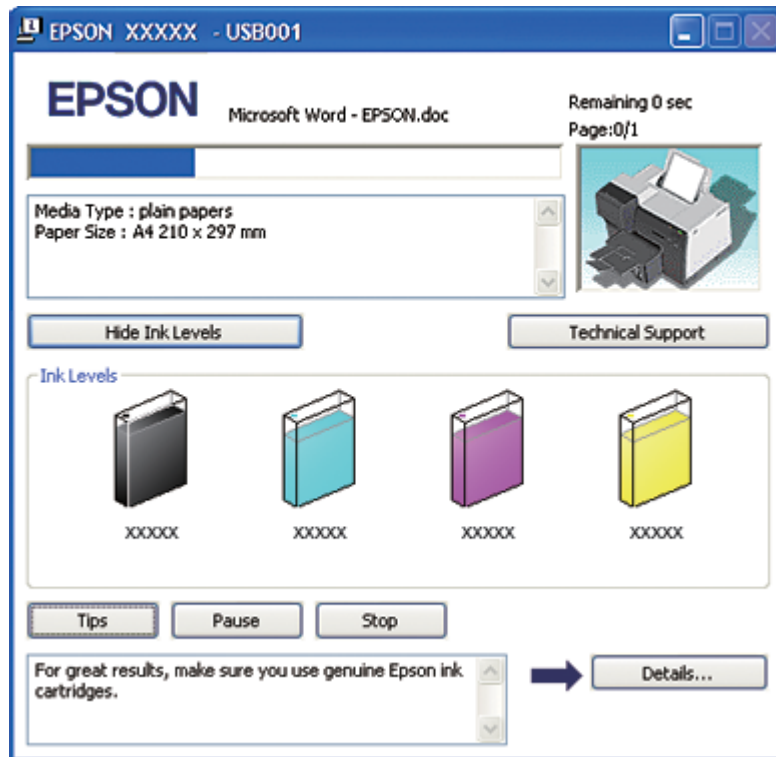 EPSON XXXXX - USB001
EPSON
Microsoft Word - EPSON.doc
Remaining 0 sec
Page:0/1
Media Type : plain papers
Paper Size : A4 210 x 297 mm
Hide Ink Levels
Technical Support
Ink Levels
XXXXX
XXXXX
XXXXX
XXXXX
Tips
Pause
Stop
For great results, make sure you use genuine Epson ink
cartridges.
Details...